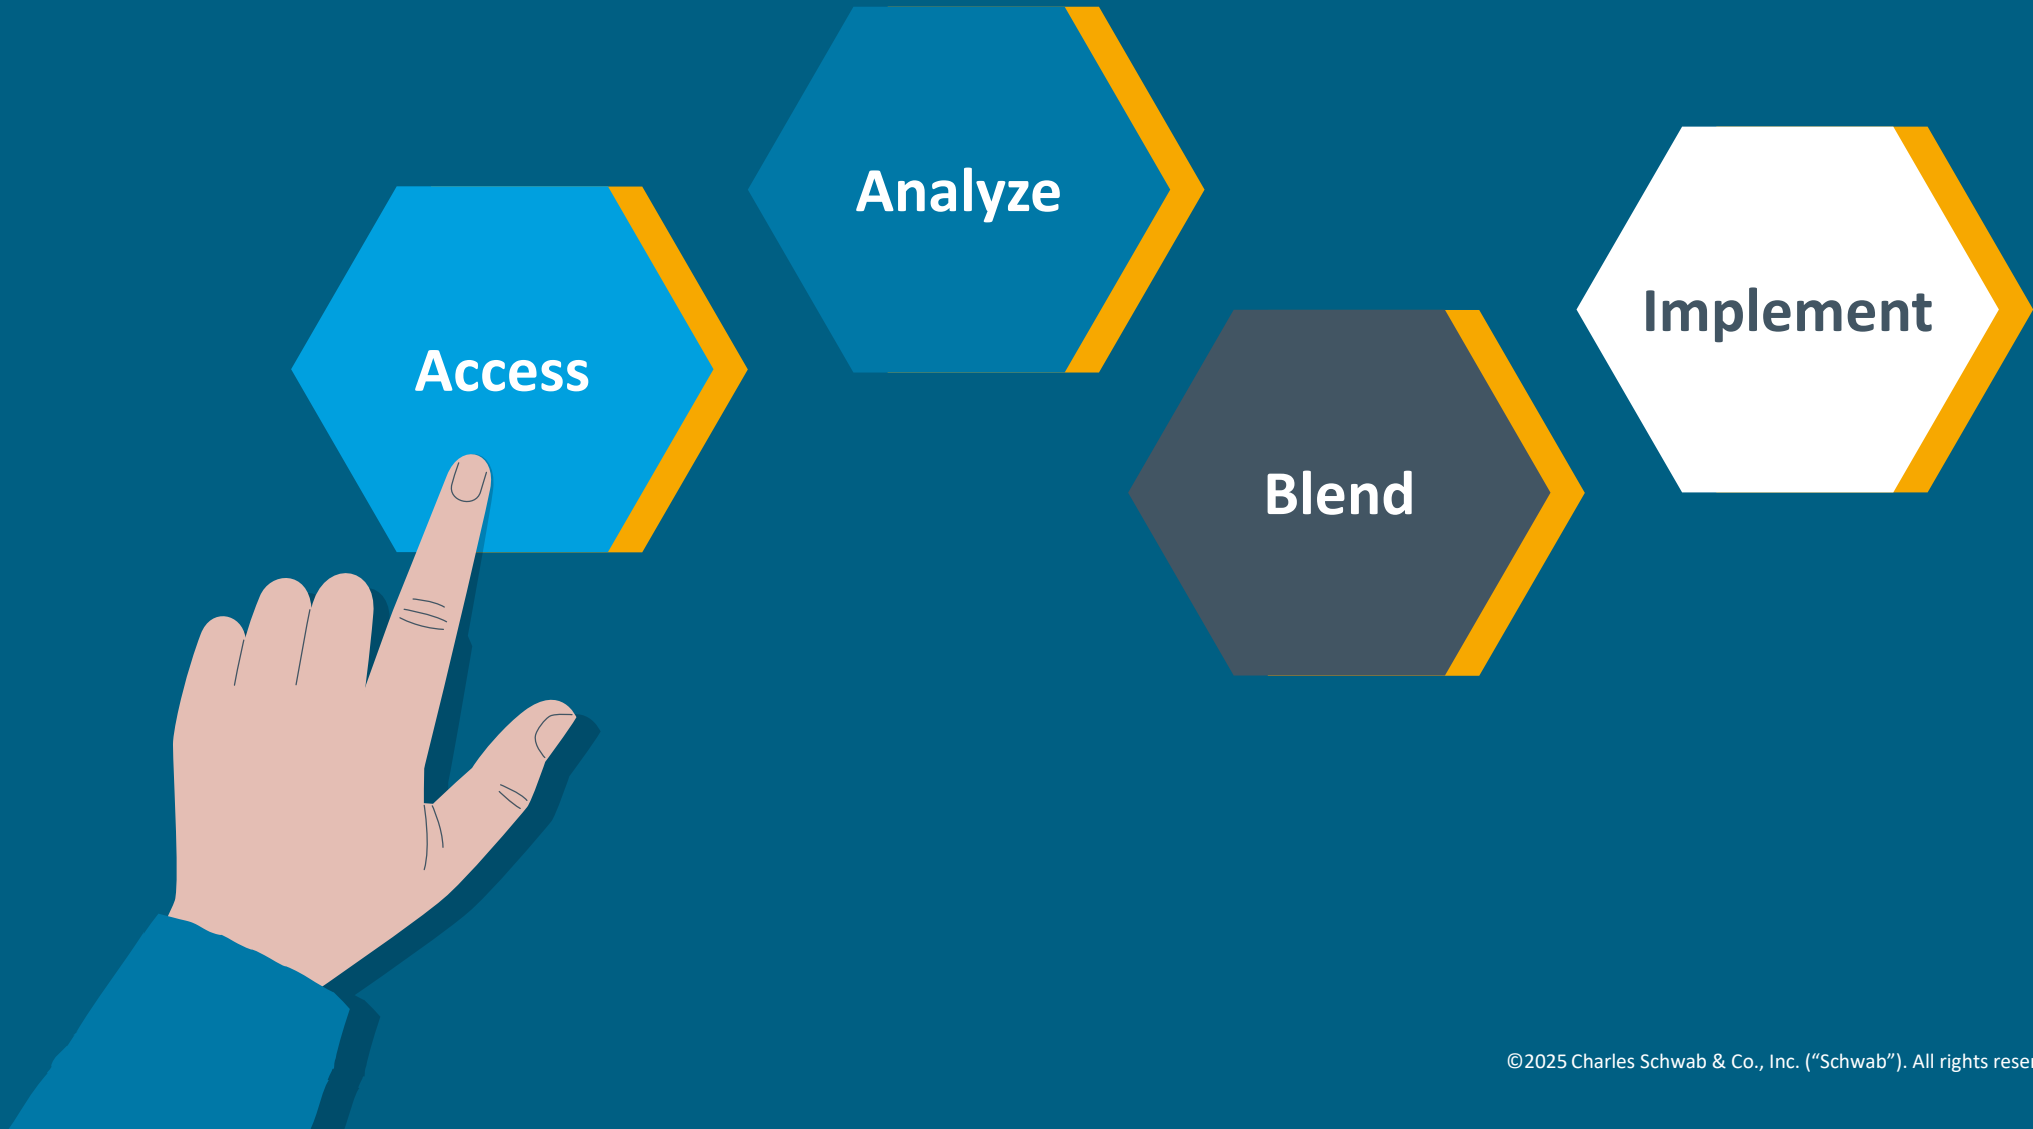 Access
Analyze
Blend
Implement
©2025 Charles Schwab & Co., Inc. (“Schwab”). All rights